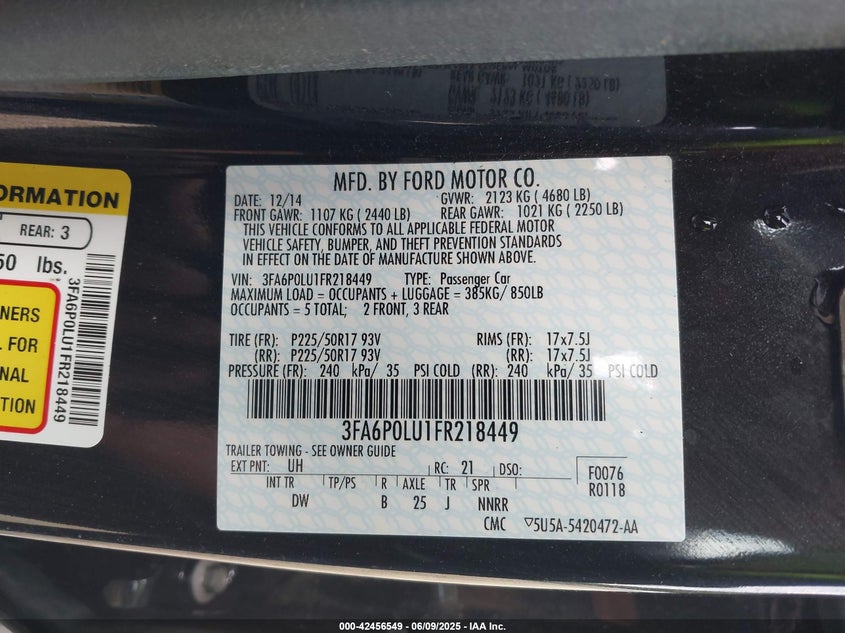 ORMATION
REAR: 3
50 lbs.
NERS
L FOR
NAL
TION
3FA6P0LU1FR218449
MFD. BY FORD MOTOR CO.
DATE: 12/14 GVWR: 2123 KG ( 4680 LB)
FRONT GAWR: 1107 KG ( 2440 LB) REAR GAWR: 1021 KG ( 2250 LB)
THIS VEHICLE CONFORMS TO ALL APPLICABLE FEDERAL MOTOR
VEHICLE SAFETY, BUMPER, AND THEFT PREVENTION STANDARDS
IN EFFECT ON THE DATE OF MANUFACTURE SHOWN ABOVE.
VIN: 3FA6P0LU1FR218449 TYPE: Passenger Car
MAXIMUM LOAD = OCCUPANTS + LUGGAGE = 385KG/ 850LB
OCCUPANTS = 5 TOTAL; 2 FRONT, 3 REAR
TIRE (FR): P225/50R17 93V RIMS (FR): 17x7.5J
(RR): P225/50R17 93V (RR): 17x7.5J
PRESSURE (FR): 240 kPa/ 35 PSI COLD (RR): 240 kPa/ 35 PSI COLD
3FA6P0LU1FR218449
TRAILER TOWING - SEE OWNER GUIDE
EXT PNT: UH RC: 21 DSO:
F0076
R0118
INT TR TP/PS R AXLE TR SPR
DW B 25 J NNRR
CMC ▽5U5A-5420472-AA
000-42456549 - 06/09/2025 - IAA Inc.